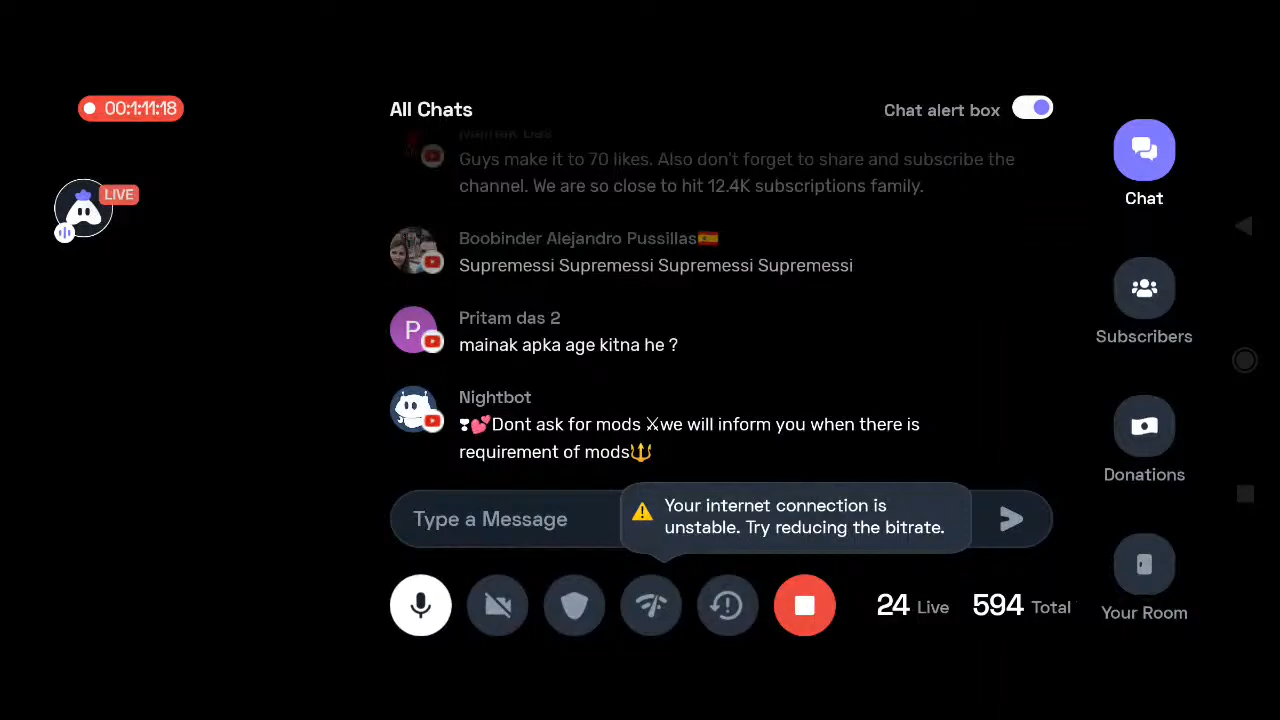 00:1:11:18
All Chats
Chat alert box
Mainak Das
Guys make it to 70 likes. Also don't forget to share and subscribe the
channel. We are so close to hit 12.4K subscriptions family.
LIVE
Chat
Boobinder Alejandro Pussillas🇪🇸
Supremessi Supremessi Supremessi Supremessi
Pritam das 2
P
mainak apka age kitna he ?
Subscribers
Nightbot
❣💕Dont ask for mods ⚔we will inform you when there is
requirement of mods🔱
Donations
Type a Message
⚠ Your internet connection is
unstable. Try reducing the bitrate.
24 Live
594 Total
Your Room